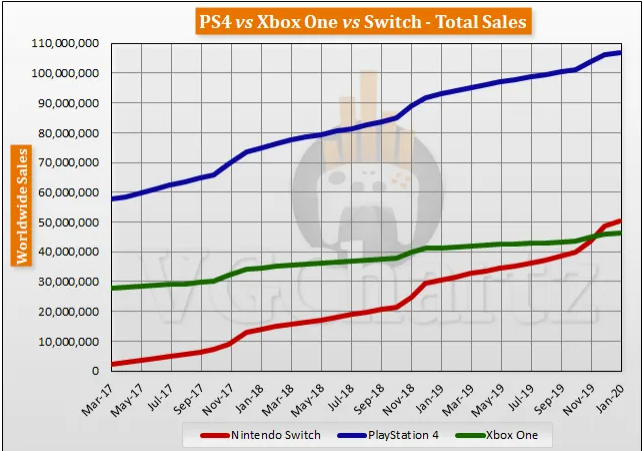 PS4 vs Xbox One vs Switch - Total Sales
Worldwide Sales
110,000,000
100,000,000
90,000,000
80,000,000
70,000,000
60,000,000
50,000,000
40,000,000
30,000,000
20,000,000
10,000,000
0
VGChartz
Mar-17
May-17
Jul-17
Sep-17
Nov-17
Jan-18
Mar-18
May-18
Jul-18
Sep-18
Nov-18
Jan-19
Mar-19
May-19
Jul-19
Sep-19
Nov-19
Jan-20
Nintendo Switch
PlayStation 4
Xbox One